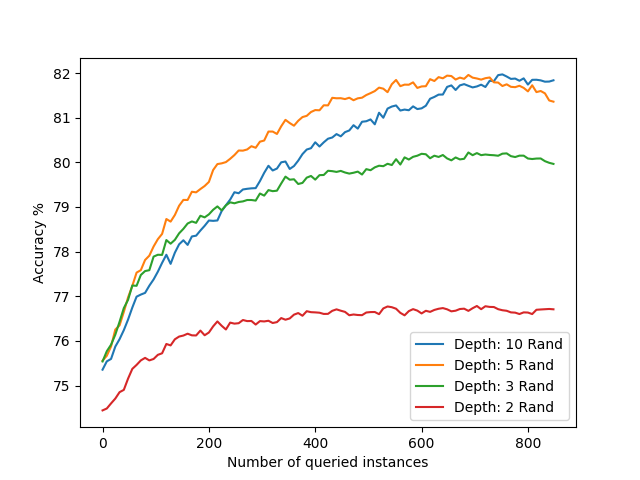 82
81
80
79
78
77
76
75
Accuracy %
0 200 400 600 800
Number of queried instances
Depth: 10 Rand
Depth: 5 Rand
Depth: 3 Rand
Depth: 2 Rand